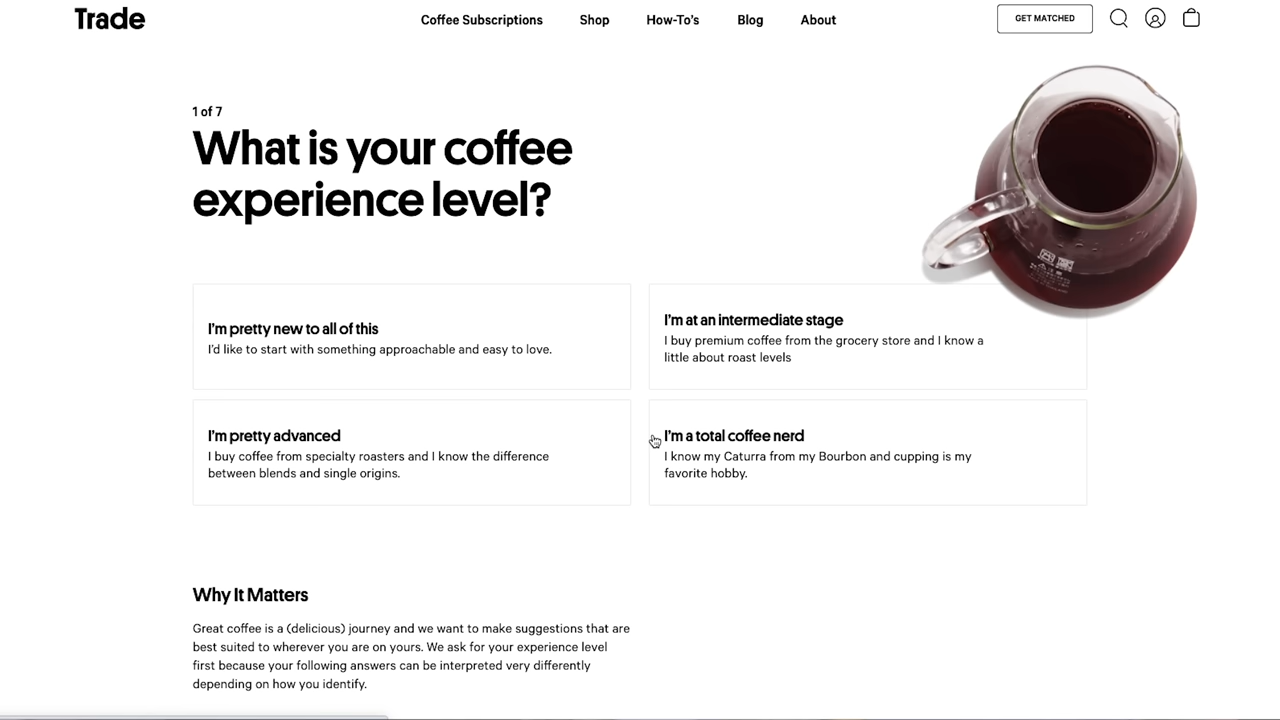 Trade
Coffee Subscriptions
Shop
How-To's
Blog
About
GET MATCHED
1 of 7
What is your coffee
experience level?
I'm pretty new to all of this
I'd like to start with something approachable and easy to love.
I'm at an intermediate stage
I buy premium coffee from the grocery store and I know a
little about roast levels
I'm pretty advanced
I buy coffee from specialty roasters and I know the difference
between blends and single origins.
I'm a total coffee nerd
I know my Caturra from my Bourbon and cupping is my
favorite hobby.
Why It Matters
Great coffee is a (delicious) journey and we want to make suggestions that are
best suited to wherever you are on yours. We ask for your experience level
first because your following answers can be interpreted very differently
depending on how you identify.